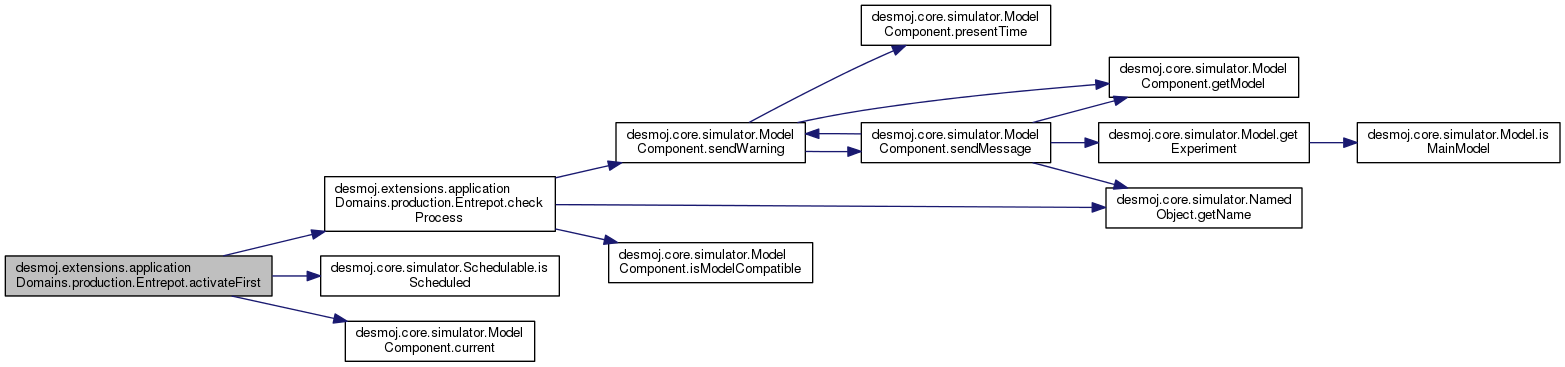 desmoj.core.simulator.Model
Component.presentTime
desmoj.core.simulator.Model
Component.getModel
desmoj.core.simulator.Model
Component.sendWarning
desmoj.core.simulator.Model
Component.sendMessage
desmoj.core.simulator.Model.get
Experiment
desmoj.core.simulator.Model.is
MainModel
desmoj.extensions.application
Domains.production.Entrepot.check
Process
desmoj.core.simulator.Named
Object.getName
desmoj.core.simulator.Model
Component.isModelCompatible
desmoj.extensions.application
Domains.production.Entrepot.activateFirst
desmoj.core.simulator.Schedulable.is
Scheduled
desmoj.core.simulator.Model
Component.current